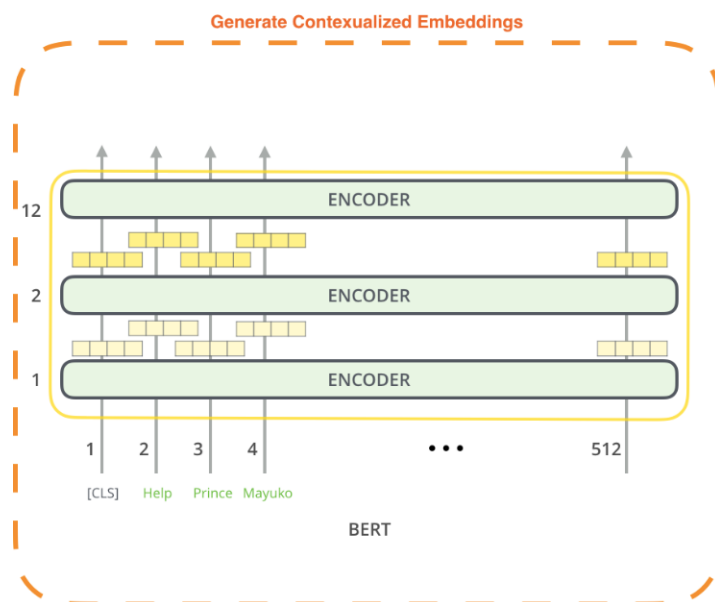 Generate Contexualized Embeddings
12
ENCODER
2
ENCODER
1
ENCODER
1 2 3 4 ••• 512
[CLS] Help Prince Mayuko
BERT